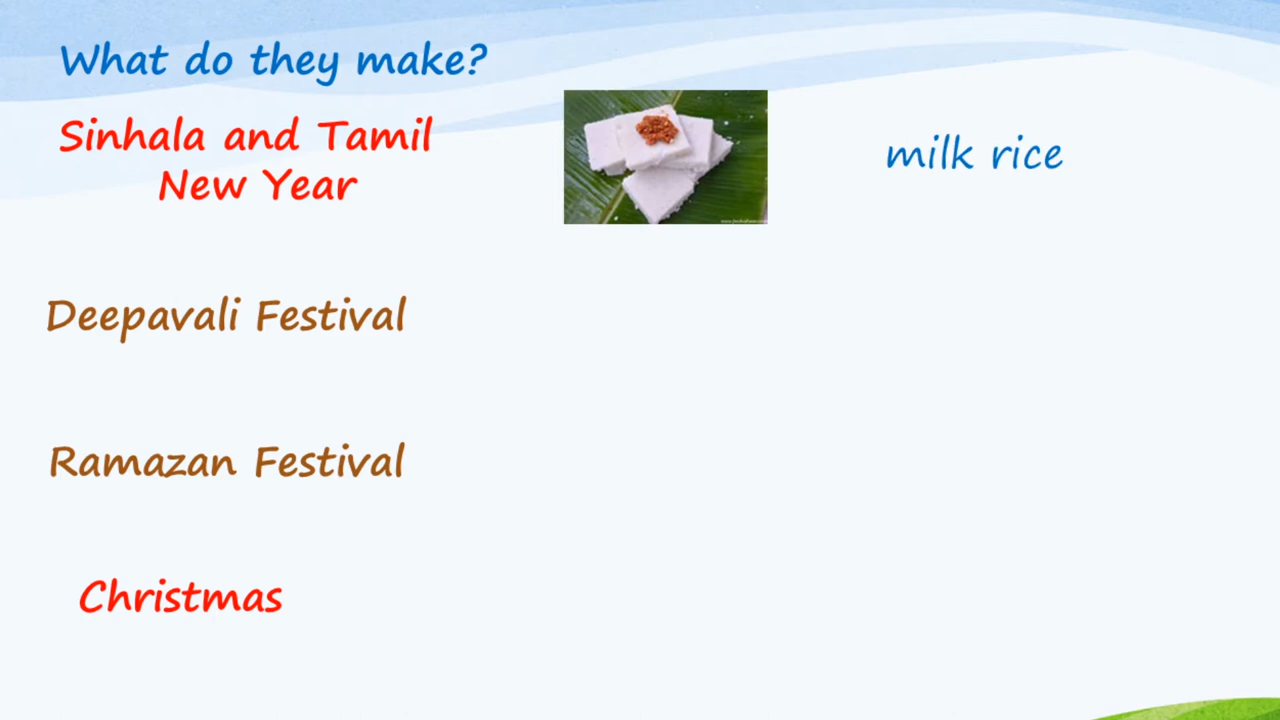 What do they make?
Sinhala and Tamil
New Year
milk rice
Deepavali Festival
Ramazan Festival
Christmas